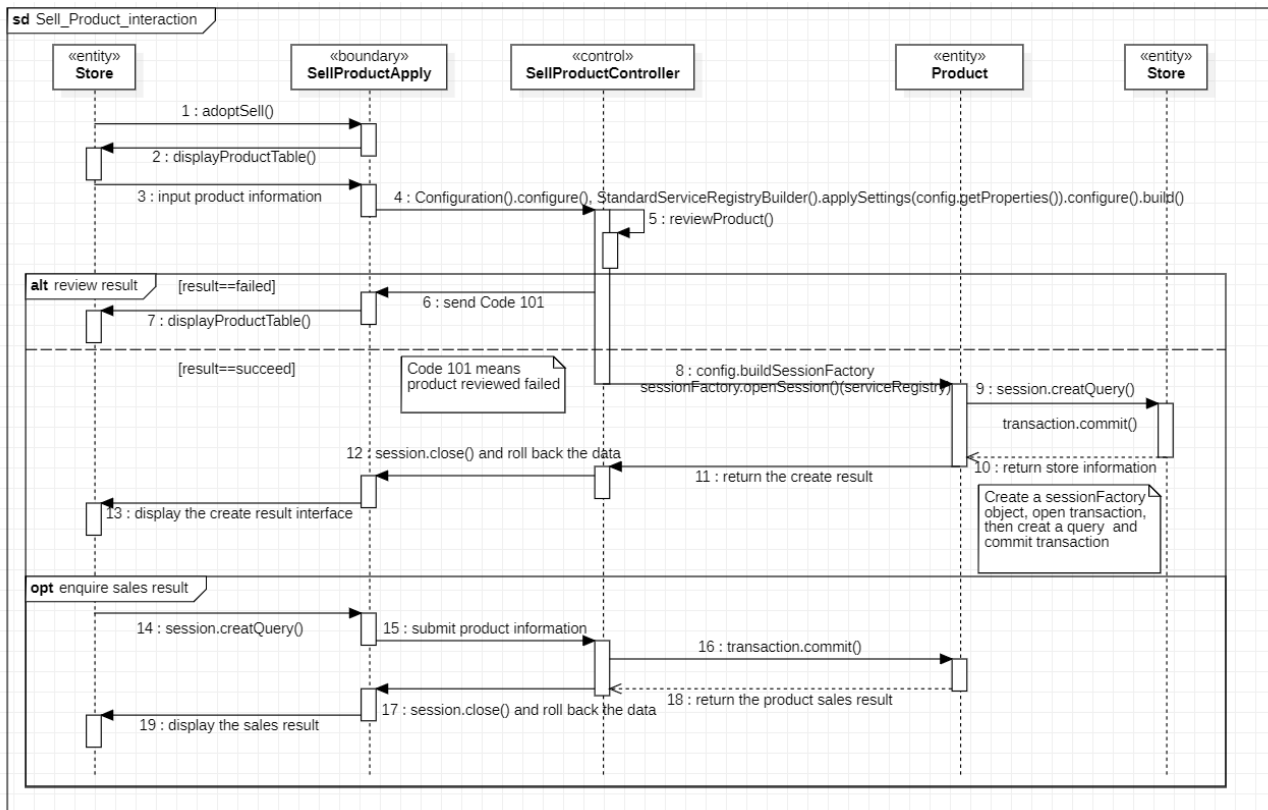 sd Sell_Product_interaction
«entity»
Store
«boundary»
SellProductApply
«control»
SellProductController
«entity»
Product
«entity»
Store
1 : adoptSell()
2 : displayProductTable()
3 : input product information
4 : Configuration().configure(), StandardServiceRegistryBuilder().applySettings(config.getProperties()).configure().build()
5 : reviewProduct()
alt review result
[result==failed]
6 : send Code 101
7 : displayProductTable()
[result==succeed]
Code 101 means
product reviewed failed
8 : config.buildSessionFactory
sessionFactory.openSession()(serviceRegistry)
9 : session.creatQuery()
transaction.commit()
10 : return store information
11 : return the create result
12 : session.close() and roll back the data
13 : display the create result interface
Create a sessionFactory
object, open transaction,
then creat a query and
commit transaction
opt enquire sales result
14 : session.creatQuery()
15 : submit product information
16 : transaction.commit()
18 : return the product sales result
17 : session.close() and roll back the data
19 : display the sales result